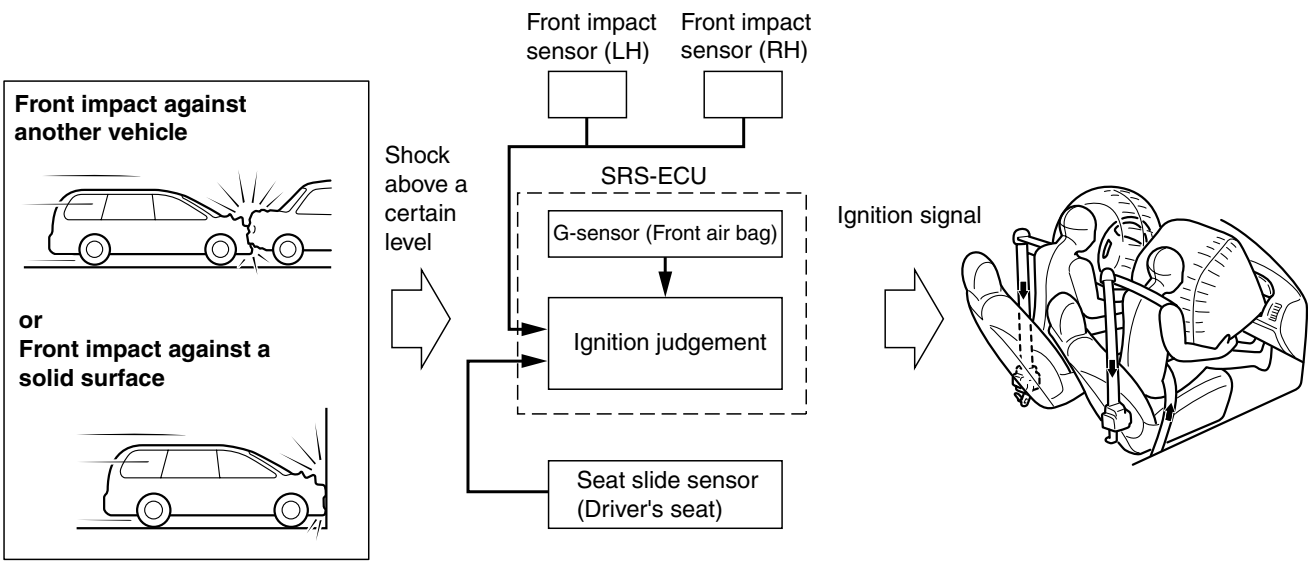 Front impact against
another vehicle
or
Front impact against a
solid surface
Shock
above a
certain
level
Front impact
sensor (LH)
Front impact
sensor (RH)
SRS-ECU
G-sensor (Front air bag)
Ignition judgement
Seat slide sensor
(Driver's seat)
Ignition signal